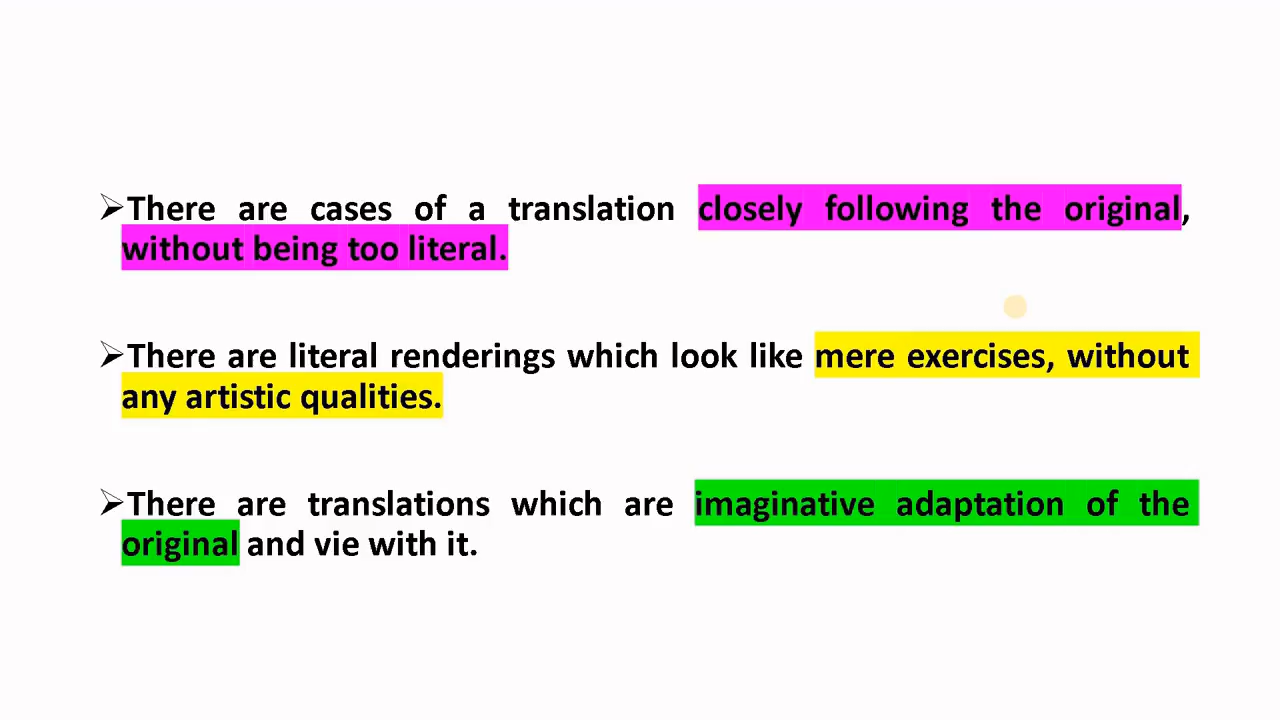 ➢There are cases of a translation closely following the original,
without being too literal.
➢There are literal renderings which look like mere exercises, without
any artistic qualities.
➢There are translations which are imaginative adaptation of the
original and vie with it.